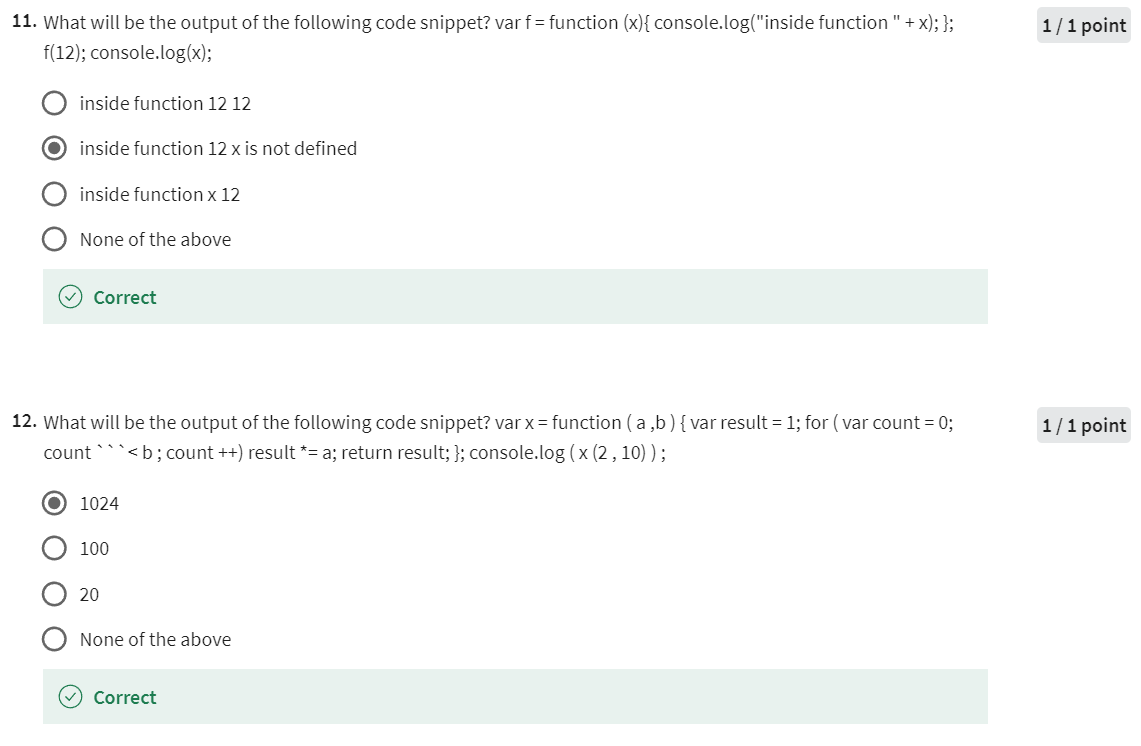 11. What will be the output of the following code snippet? var f = function (x){ console.log("inside function " + x); }; 1 / 1 point
f(12); console.log(x);
inside function 12 12
inside function 12 x is not defined
inside function x 12
None of the above
Correct
12. What will be the output of the following code snippet? var x = function ( a ,b ) { var result = 1; for ( var count = 0; 1 / 1 point
count ```< b ; count ++) result *= a; return result; }; console.log ( x (2 , 10) ) ;
1024
100
20
None of the above
Correct